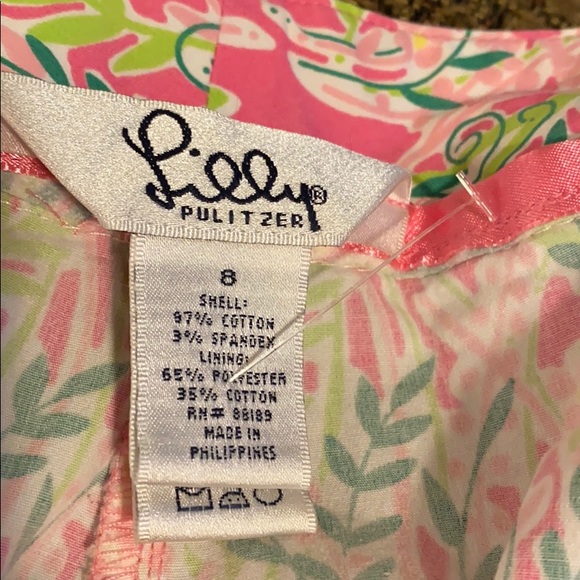 Lilly®
PULITZER
8
SHELL:
97% COTTON
3% SPANDEX
LINING:
65% POLYESTER
35% COTTON
RN# 88189
MADE IN
PHILIPPINES